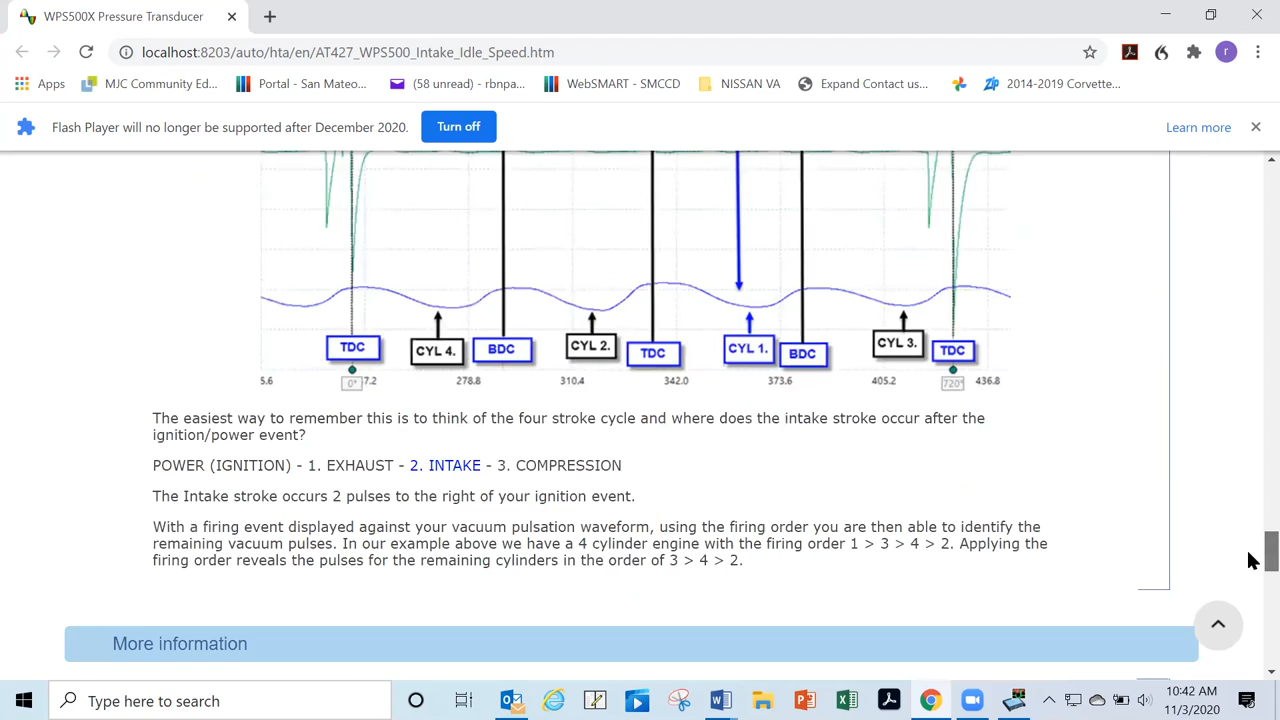 WPS500X Pressure Transducer
localhost:8203/auto/hta/en/AT427_WPS500_Intake_Idle_Speed.htm
r
Apps MJC Community Ed... Portal - San Mateo... (58 unread) - rbnpa... WebSMART - SMCCD NISSAN VA Expand Contact us... 2014-2019 Corvette...
Flash Player will no longer be supported after December 2020. Turn off Learn more
TDC CYL 4. BDC CYL 2. TDC CYL 1. BDC CYL 3. TDC
5.6 0° 7.2 278.8 310.4 342.0 373.6 405.2 720° 436.8
The easiest way to remember this is to think of the four stroke cycle and where does the intake stroke occur after the
ignition/power event?
POWER (IGNITION) - 1. EXHAUST - 2. INTAKE - 3. COMPRESSION
The Intake stroke occurs 2 pulses to the right of your ignition event.
With a firing event displayed against your vacuum pulsation waveform, using the firing order you are then able to identify the
remaining vacuum pulses. In our example above we have a 4 cylinder engine with the firing order 1 > 3 > 4 > 2. Applying the
firing order reveals the pulses for the remaining cylinders in the order of 3 > 4 > 2.
More information
Type here to search
10:42 AM
11/3/2020